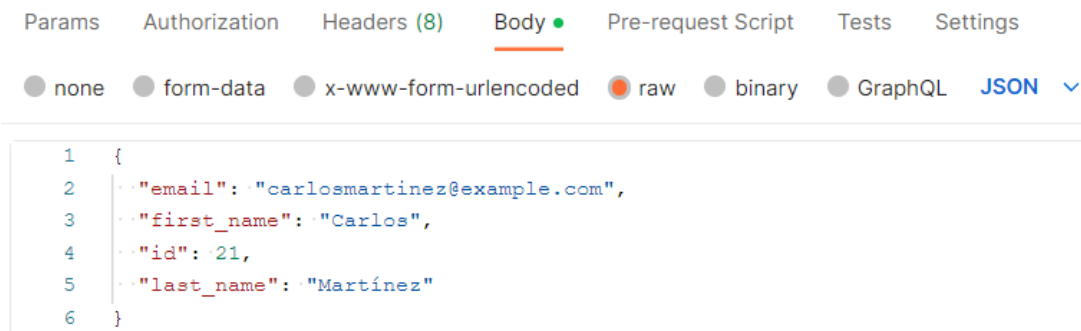 Params Authorization Headers (8) Body Pre-request Script Tests Settings
none form-data x-www-form-urlencoded raw binary GraphQL JSON
1 {
2 "email": "carlosmartinez@example.com",
3 "first_name": "Carlos",
4 "id": 21,
5 "last_name": "Martínez"
6 }